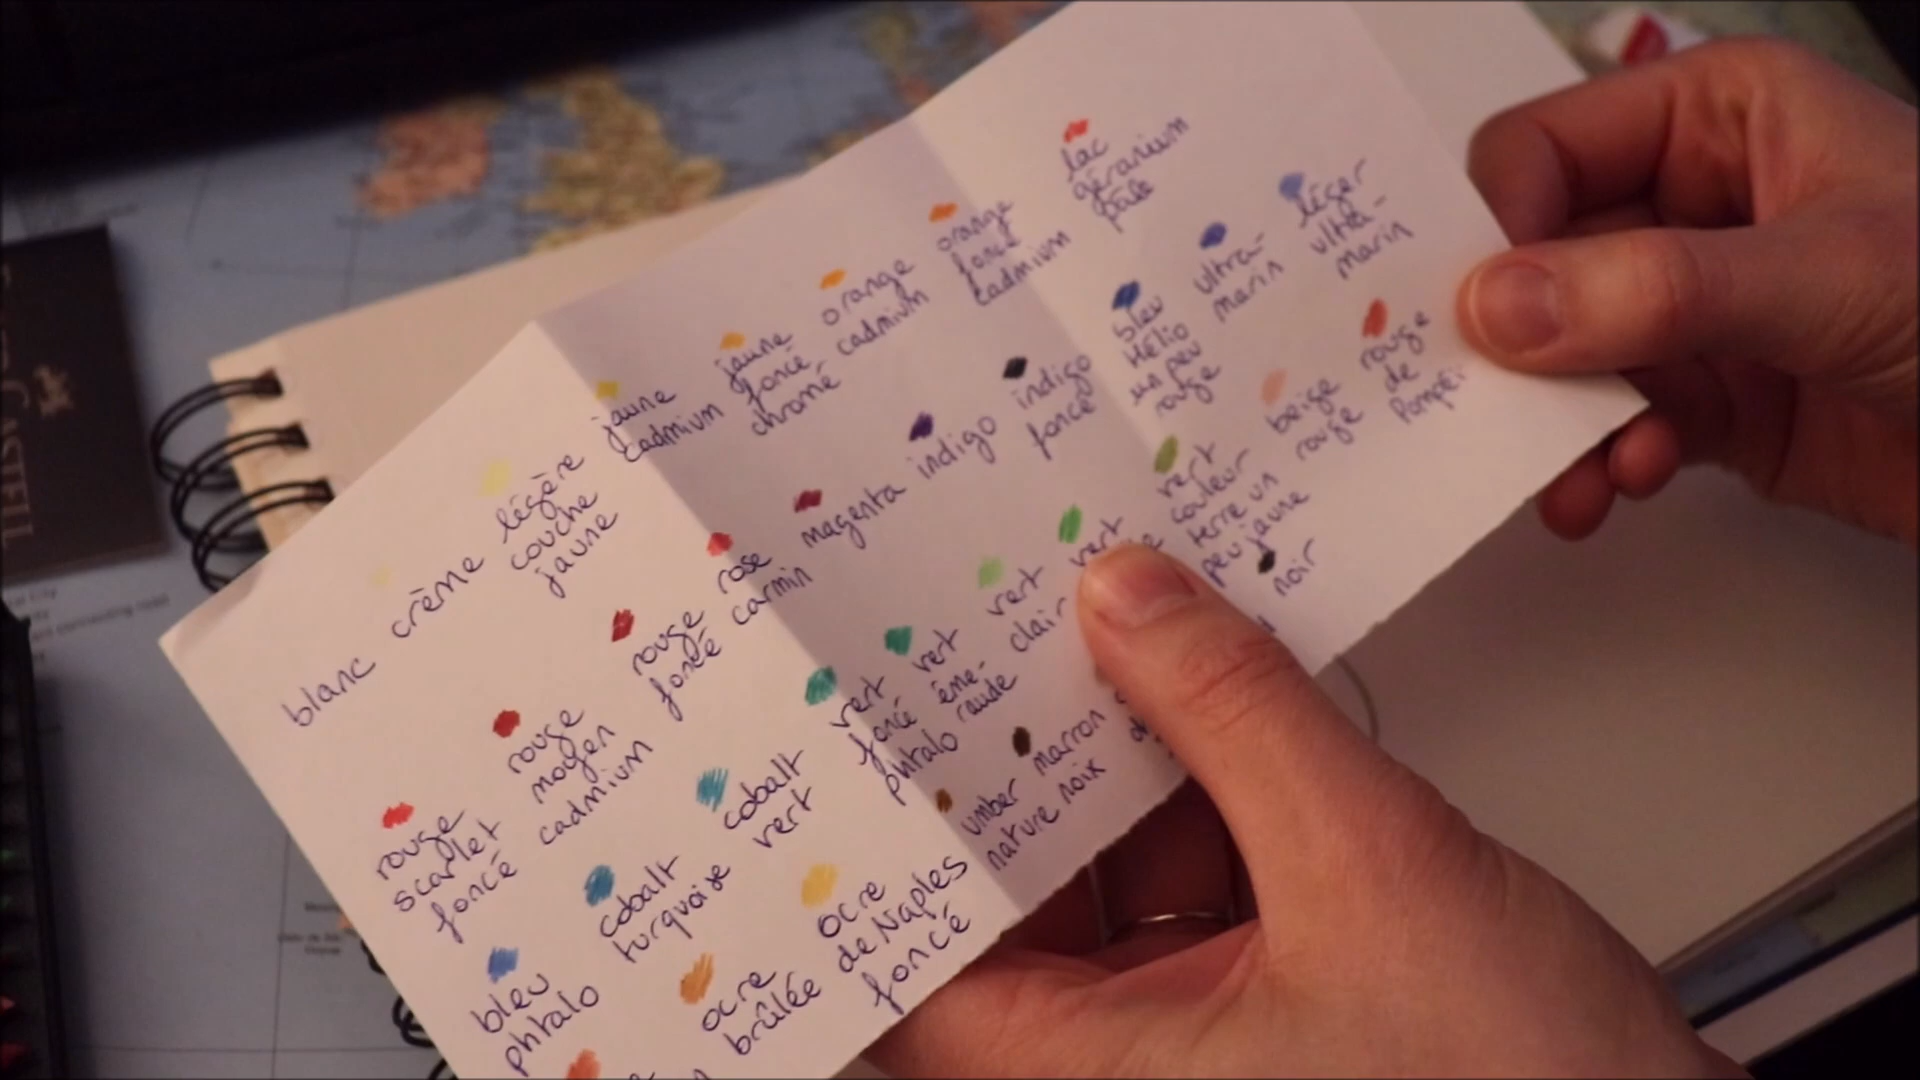 blanc
crème
légère
couche
jaune
jaune
cadmium
jaune
foncé
chromé
orange
cadmium
orange
foncé
cadmium
lac
géranium
pâle
rouge
scarlet
foncé
rouge
moyen
cadmium
rouge
foncé
rose
carmin
magenta
indigo
indigo
foncé
bleu
Hélio
un peu
rouge
ultra-
marin
léger
ultra-
marin
bleu
phtalo
cobalt
turquoise
cobalt
vert
vert
foncé
phtalo
vert
éme-
raude
vert
clair
vert
vert
couleur
terre un
peu jaune
beige
rouge
rouge
de
Pompéi
ocre
brûlée
ocre
de Naples
foncé
umber
nature
marron
noix
noir
CASTELL